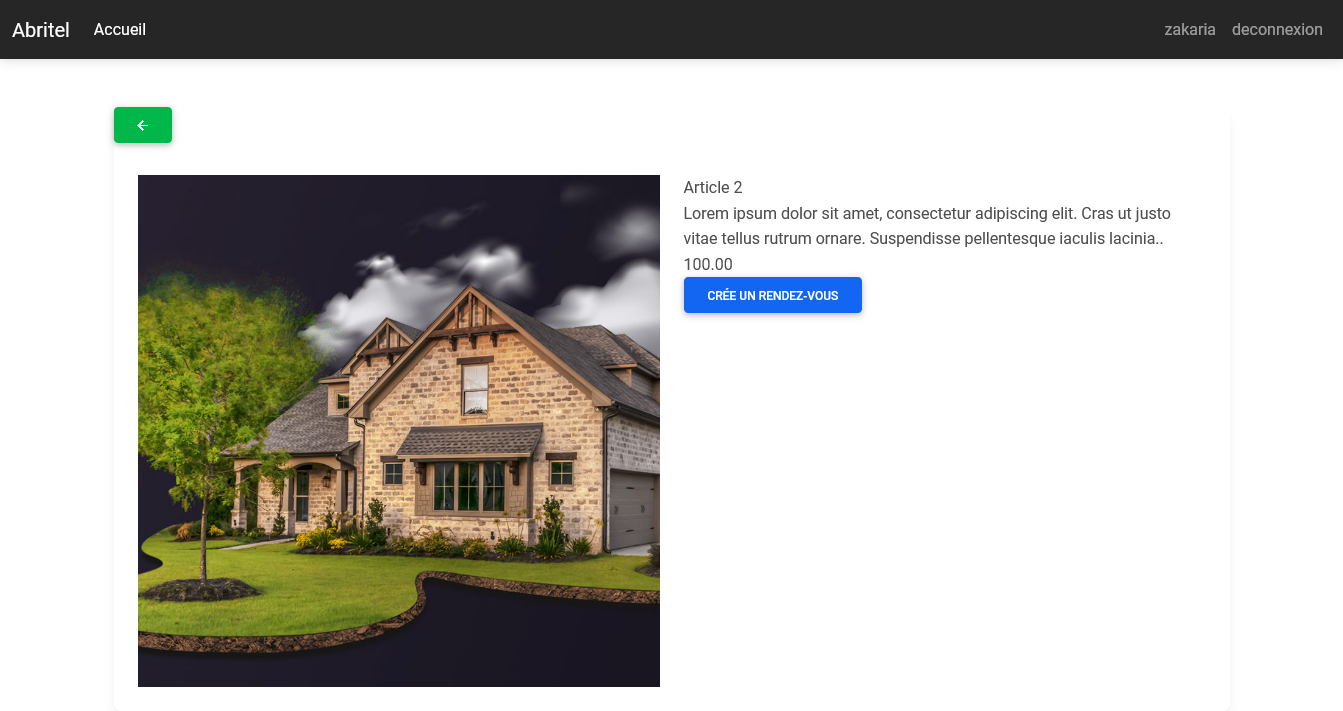 Abritel
Accueil
zakaria
deconnexion
Article 2
Lorem ipsum dolor sit amet, consectetur adipiscing elit. Cras ut justo
vitae tellus rutrum ornare. Suspendisse pellentesque iaculis lacinia..
100.00
CRÉE UN RENDEZ-VOUS